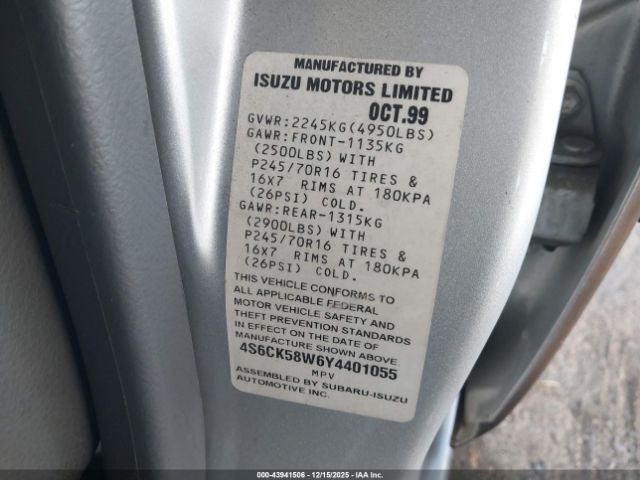 MANUFACTURED BY
ISUZU MOTORS LIMITED
OCT.99
GVWR:2245KG(4950LBS)
GAWR:FRONT-1135KG
(2500LBS) WITH
P245/70R16 TIRES &
16X7 RIMS AT 180KPA
(26PSI) COLD.
GAWR:REAR-1315KG
(2900LBS) WITH
P245/70R16 TIRES &
16X7 RIMS AT 180KPA
(26PSI) COLD.
THIS VEHICLE CONFORMS TO
ALL APPLICABLE FEDERAL
MOTOR VEHICLE SAFETY AND
THEFT PREVENTION STANDARDS
IN EFFECT ON THE DATE OF
MANUFACTURE SHOWN ABOVE
4S6CK58W6Y4401055
MPV
ASSEMBLED BY SUBARU-ISUZU
AUTOMOTIVE INC.
000-43941506 - 12/15/2025 - IAAI Corp.